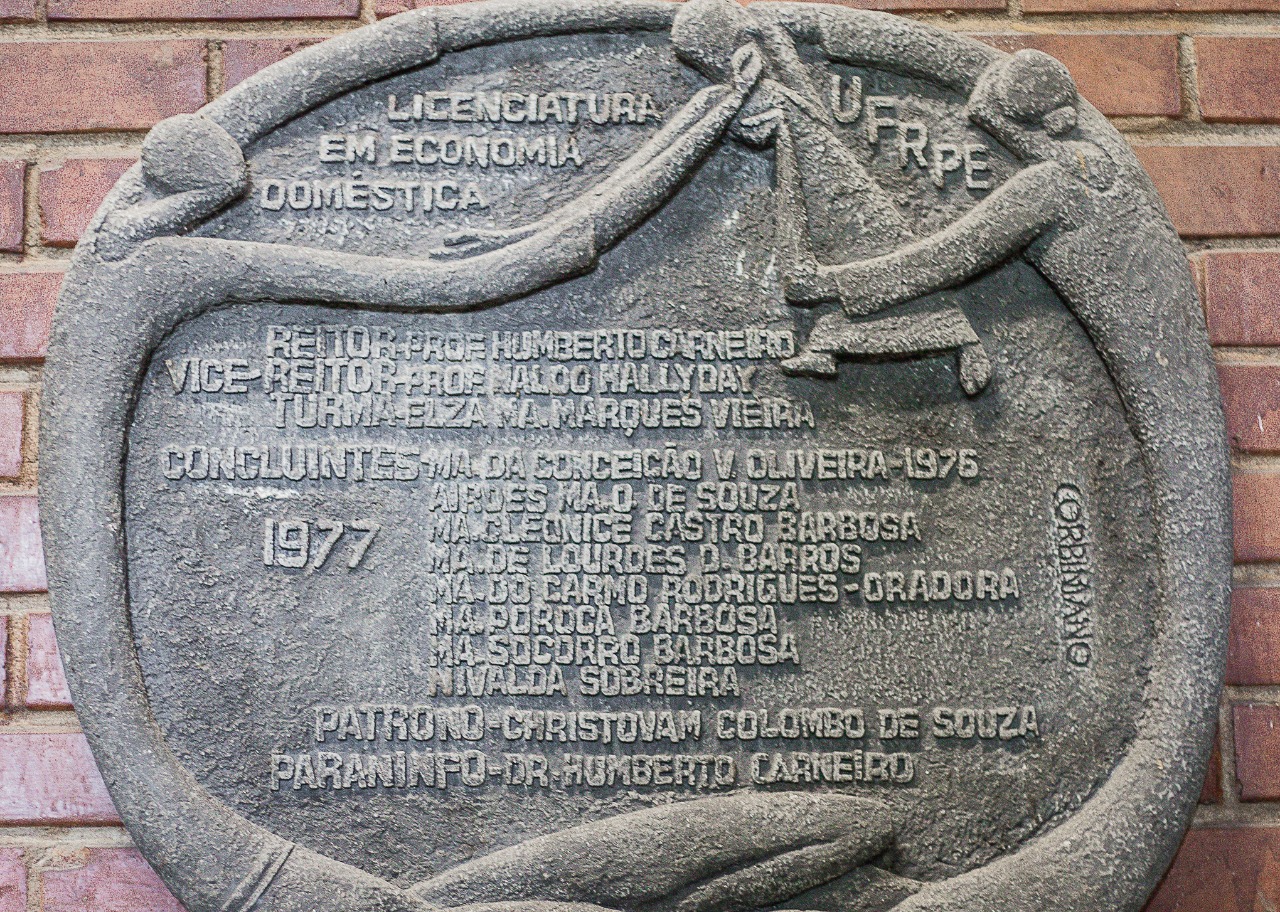 LICENCIATURA
EM ECONOMIA
DOMÉSTICA
UFRPE
REITOR-PROF. HUMBERTO CARNEIRO
VICE-REITOR-PROF. WALDO HALLYDAY
TURMA-ELZA MA. MARQUES VIEIRA
CONCLUINTES-MA. DA CONCEIÇÃO V. OLIVEIRA-1976
AIRDES MA. O. DE SOUZA
1977
MA. CLEONICE CASTRO BARBOSA
MA. DE LOURDES D. BARROS
MA. DO CARMO RODRIGUES-ORADORA
MA. POROCA BARBOSA
MA. SOCORRO BARBOSA
NIVALDA SOBREIRA
PATRONO-CHRISTOVAM COLOMBO DE SOUZA
PARANINFO-DR. HUMBERTO CARNEIRO
CORBINIANO